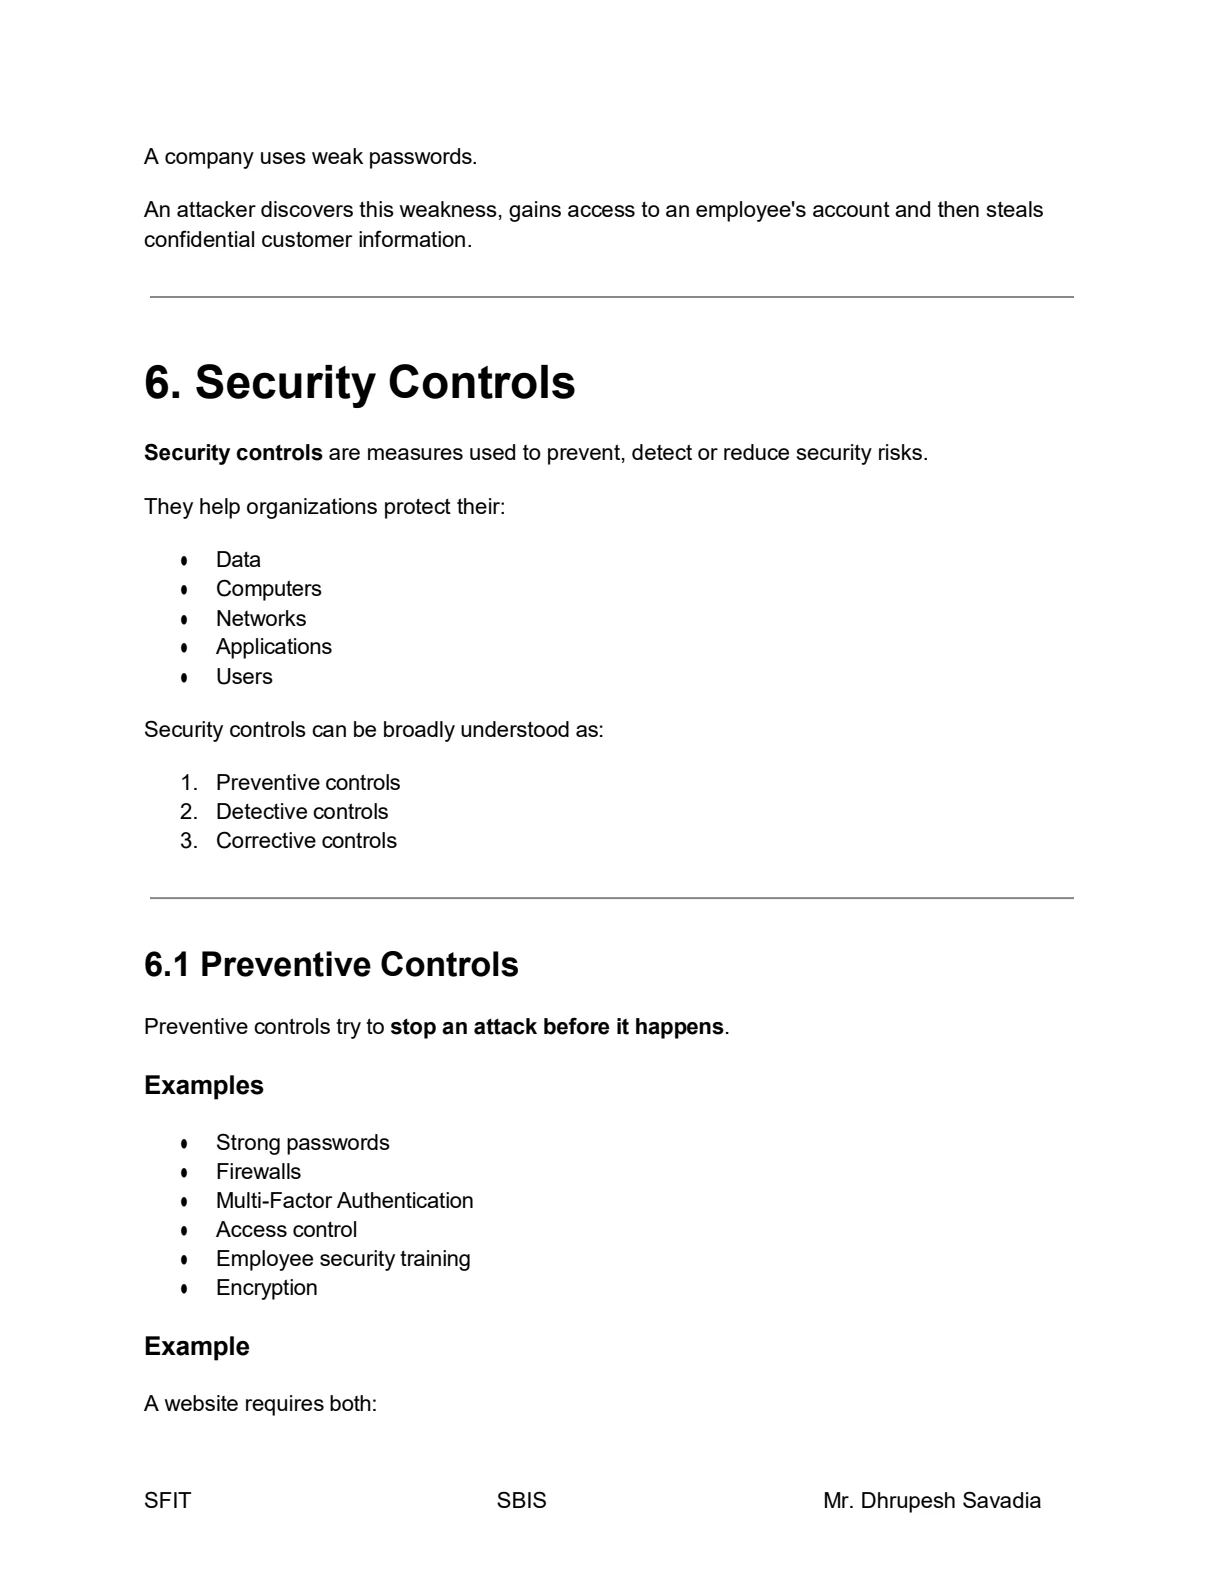 A company uses weak passwords.
An attacker discovers this weakness, gains access to an employee's account and then steals
confidential customer information.
6. Security Controls
Security controls are measures used to prevent, detect or reduce security risks.
They help organizations protect their:
• Data
• Computers
• Networks
• Applications
• Users
Security controls can be broadly understood as:
1. Preventive controls
2. Detective controls
3. Corrective controls
6.1 Preventive Controls
Preventive controls try to stop an attack before it happens.
Examples
• Strong passwords
• Firewalls
• Multi-Factor Authentication
• Access control
• Employee security training
• Encryption
Example
A website requires both:
SFIT SBIS Mr. Dhrupesh Savadia